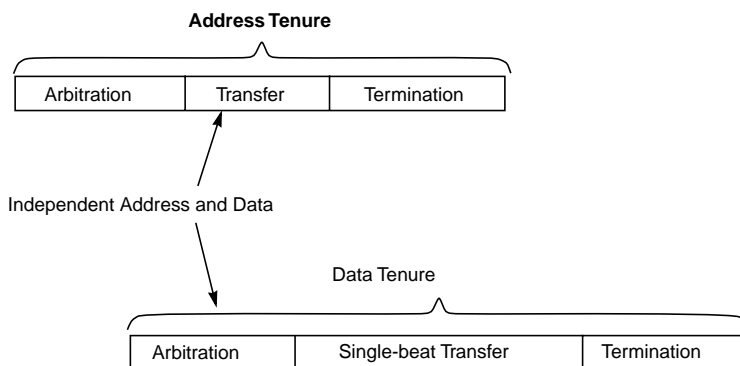 Address Tenure
Arbitration Transfer Termination
Independent Address and Data
Data Tenure
Arbitration Single-beat Transfer Termination